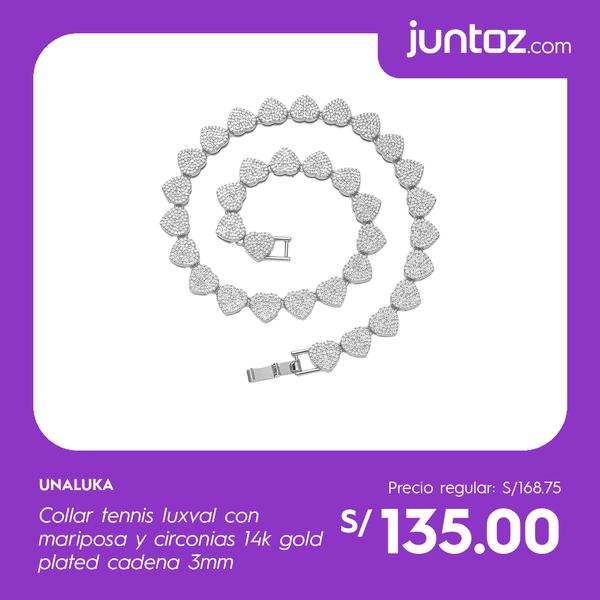 juntoz.com
UNALUKA
Collar tennis luxval con
mariposa y circonias 14k gold
plated cadena 3mm
Precio regular: S/168.75
S/135.00